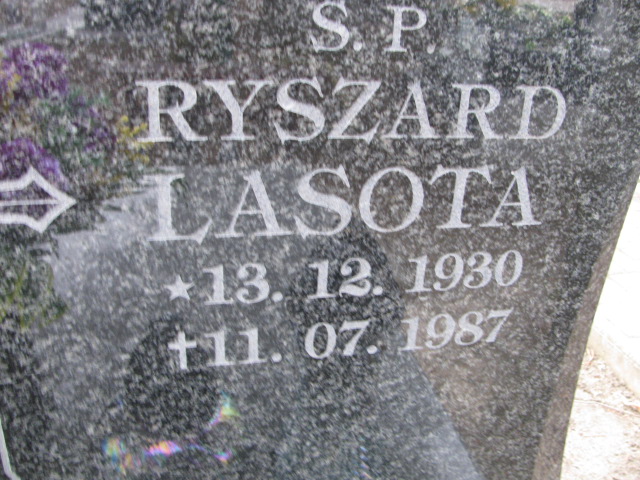 S. P.
RYSZARD
LASOTA
★13. 12. 1930
✝11. 07. 1987